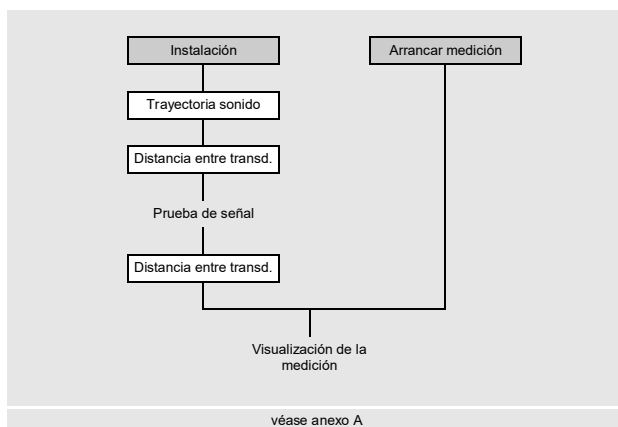 Instalación
Arrancar medición
Trayectoria sonido
Distancia entre transd.
Prueba de señal
Distancia entre transd.
Visualización de la
medición
véase anexo A